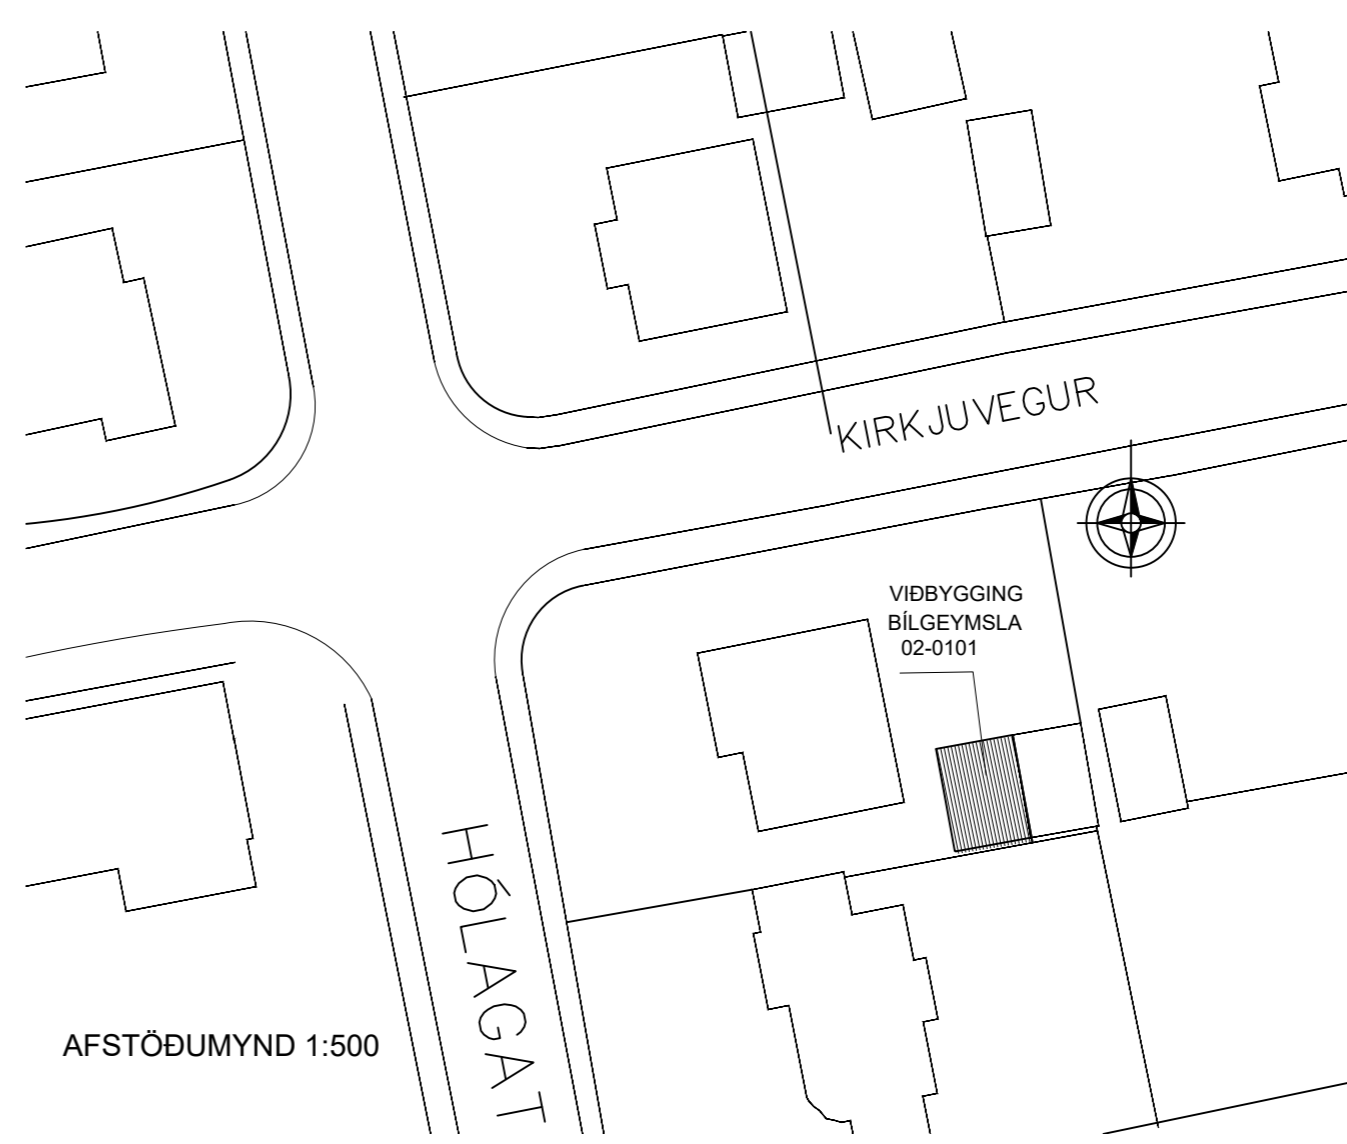 KIRKJUVEGUR
VIÐBYGGING
BÍLGEYMSLA
02-0101
HÓLAGAT
AFSTÖÐUMYND 1:500